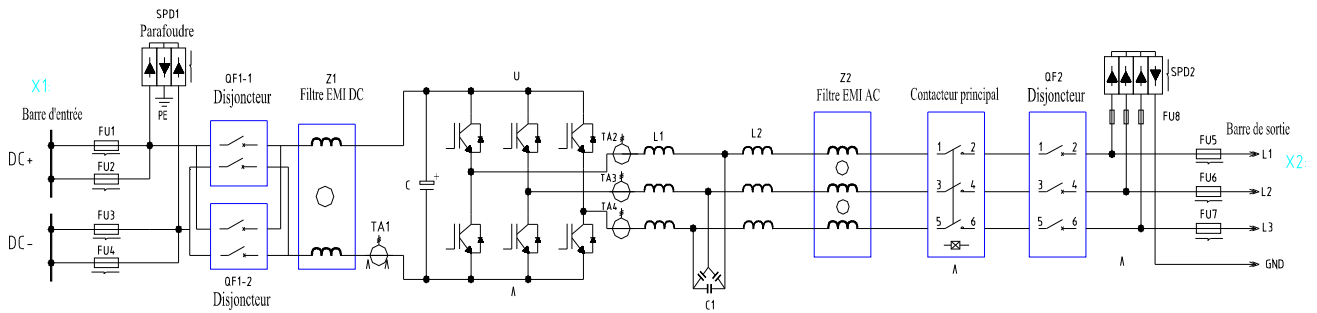 SPD1
Parafoudre
X1:
Barre d'entrée
PE
FU1
FU2
DC+
FU3
DC-
FU4
QF1-1
Disjoncteur
QF1-2
Disjoncteur
Z1
Filtre EMI DC
TA1
C
+
U
TA2
TA3
TA4
L1
L2
C1
Z2
Filtre EMI AC
Contacteur principal
1 2
3 4
5 6
QF2
Disjoncteur
1 2
3 4
5 6
SPD2
FU8
Barre de sortie
X2
FU5
L1
FU6
L2
FU7
L3
GND